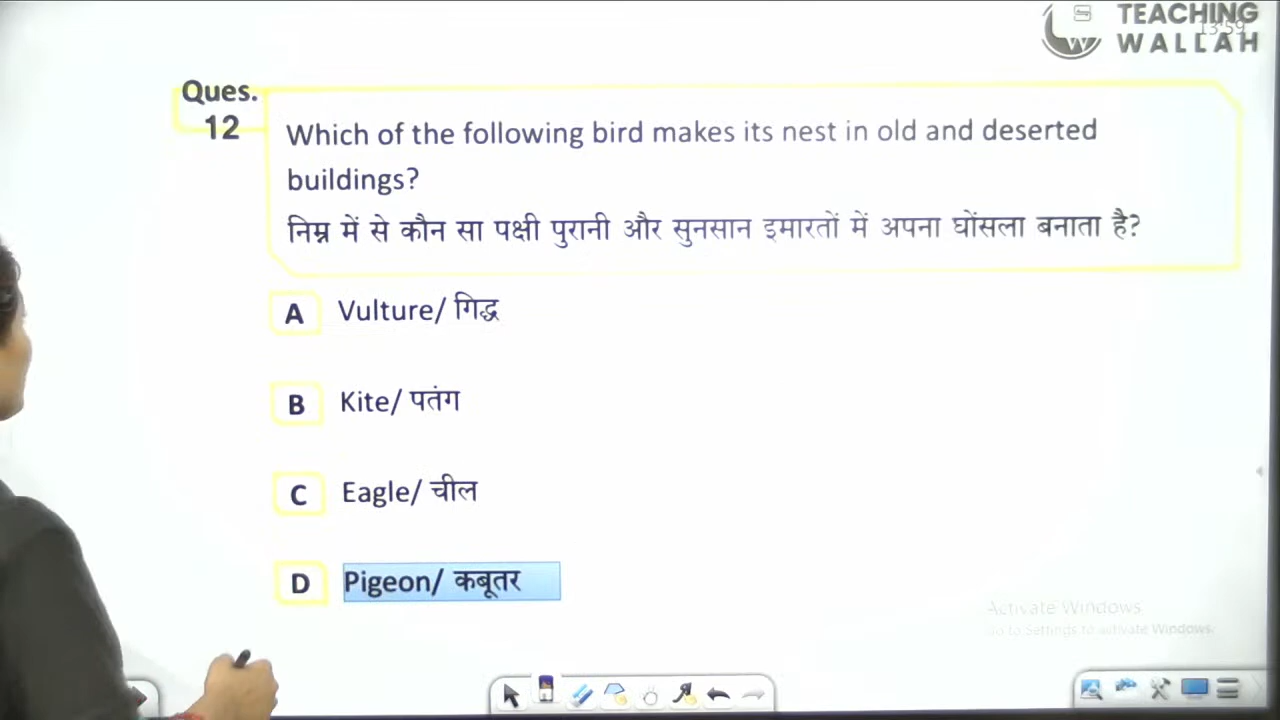 TEACHING
13:59
WALLAH
Ques.
12
Which of the following bird makes its nest in old and deserted
buildings?
निम्न में से कौन सा पक्षी पुरानी और सुनसान इमारतों में अपना घोंसला बनाता है?
A Vulture/ गिद्ध
B Kite/ पतंग
C Eagle/ चील
D Pigeon/ कबूतर
Activate Windows
Go to Settings to activate Windows.